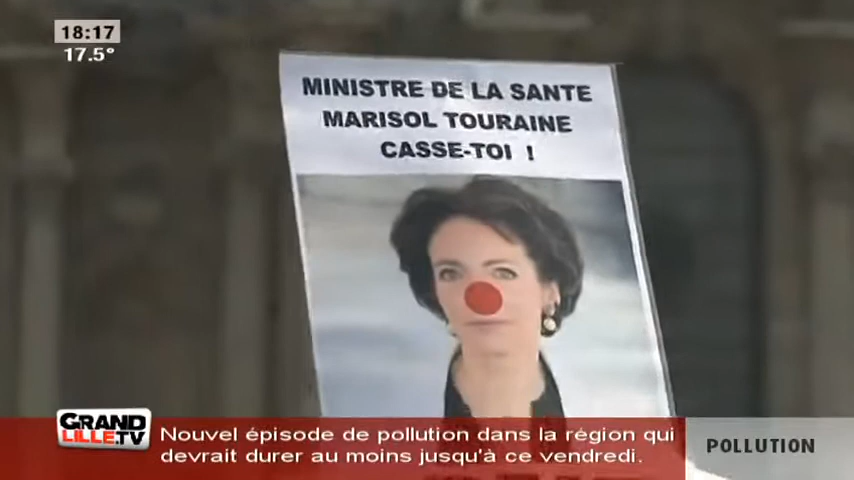 18:17
17.5°
MINISTRE DE LA SANTE
MARISOL TOURAINE
CASSE-TOI !
GRAND
LILLE.TV
Nouvel épisode de pollution dans la région qui
devrait durer au moins jusqu'à ce vendredi.
POLLUTION